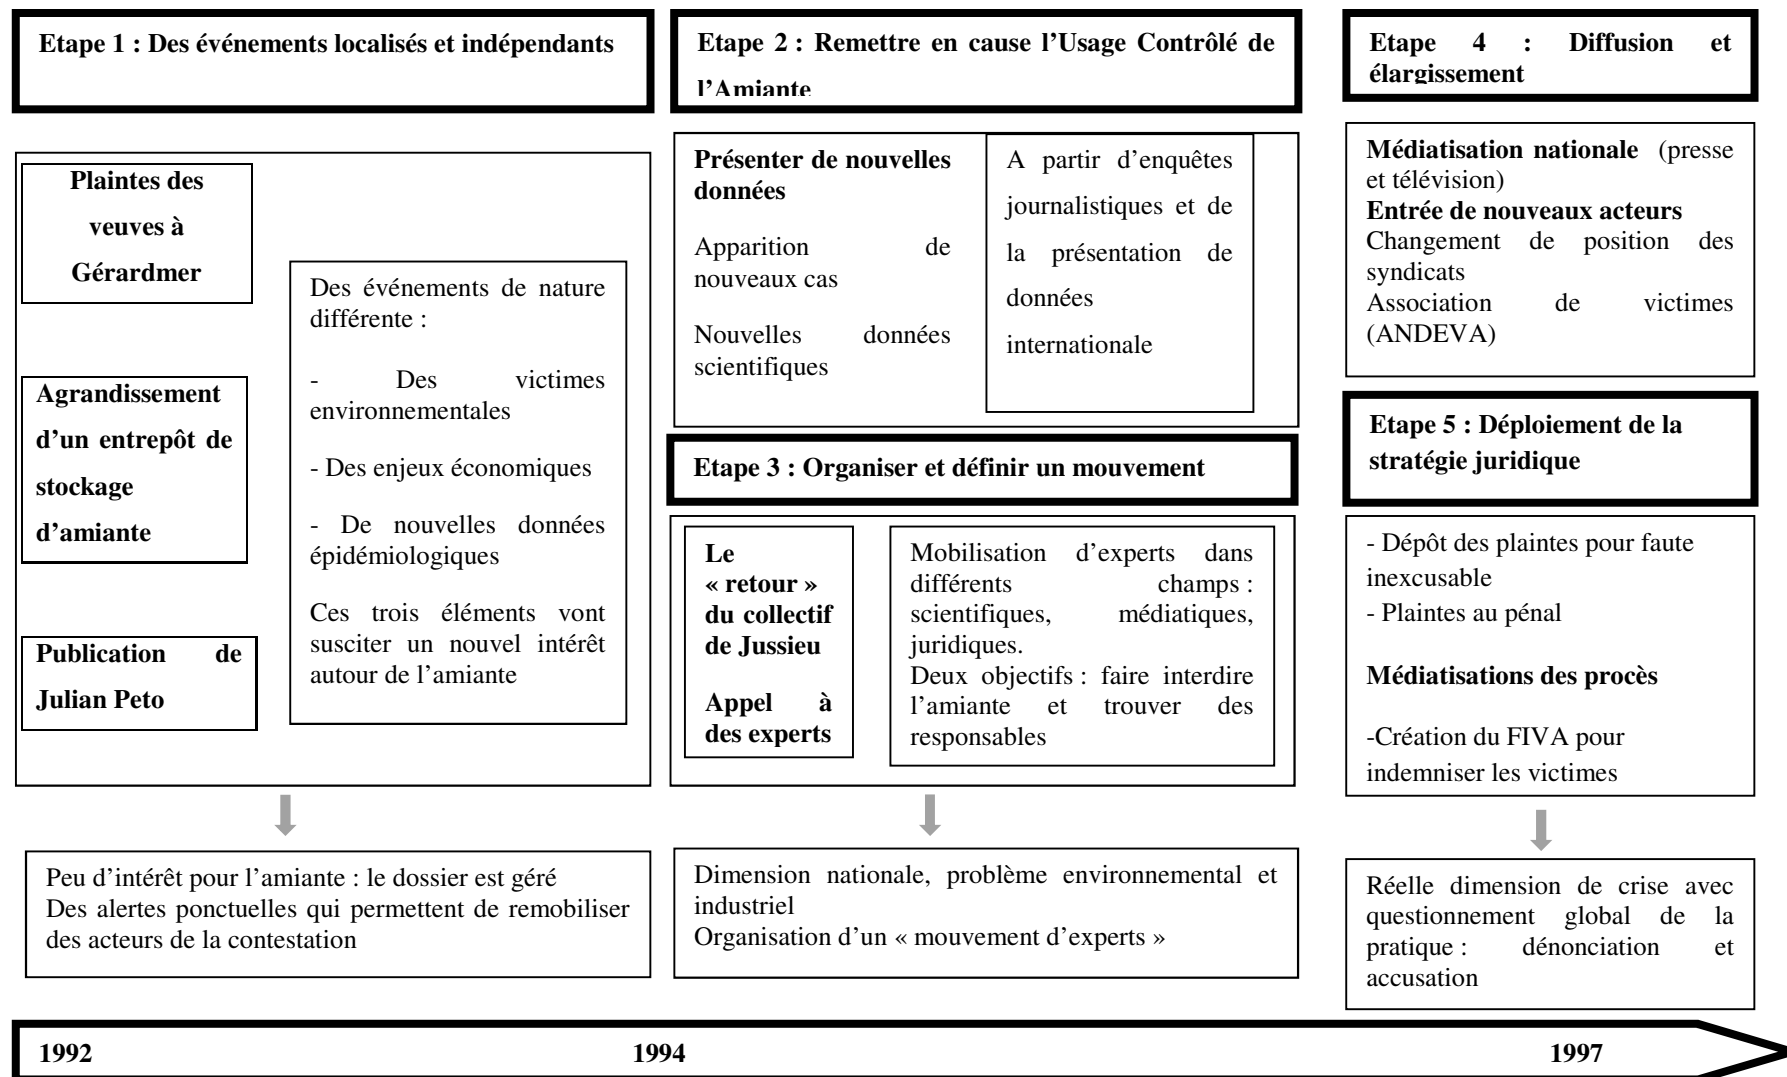 Etape 1 : Des événements localisés et indépendants
Plaintes des
veuves à
Gérardmer
Agrandissement
d’un entrepôt de
stockage
d’amiante
Publication de
Julian Peto
Des événements de nature
différente :
- Des victimes
environnementales
- Des enjeux économiques
- De nouvelles données
épidémiologiques
Ces trois éléments vont
susciter un nouvel intérêt
autour de l’amiante
Peu d’intérêt pour l’amiante : le dossier est géré
Des alertes ponctuelles qui permettent de remobiliser
des acteurs de la contestation
Etape 2 : Remettre en cause l’Usage Contrôlé de
l’Amiante
Présenter de nouvelles
données
Apparition de
nouveaux cas
Nouvelles données
scientifiques
A partir d’enquêtes
journalistiques et de
la présentation de
données
internationale
Etape 3 : Organiser et définir un mouvement
Le
« retour »
du collectif
de Jussieu
Appel à
des experts
Mobilisation d’experts dans
différents champs :
scientifiques, médiatiques,
juridiques.
Deux objectifs : faire interdire
l’amiante et trouver des
responsables
Dimension nationale, problème environnemental et
industriel
Organisation d’un « mouvement d’experts »
Etape 4 : Diffusion et
élargissement
Médiatisation nationale (presse
et télévision)
Entrée de nouveaux acteurs
Changement de position des
syndicats
Association de victimes
(ANDEVA)
Etape 5 : Déploiement de la
stratégie juridique
- Dépôt des plaintes pour faute
inexcusable
- Plaintes au pénal
Médiatisations des procès
-Création du FIVA pour
indemniser les victimes
Réelle dimension de crise avec
questionnement global de la
pratique : dénonciation et
accusation
1992 1994 1997